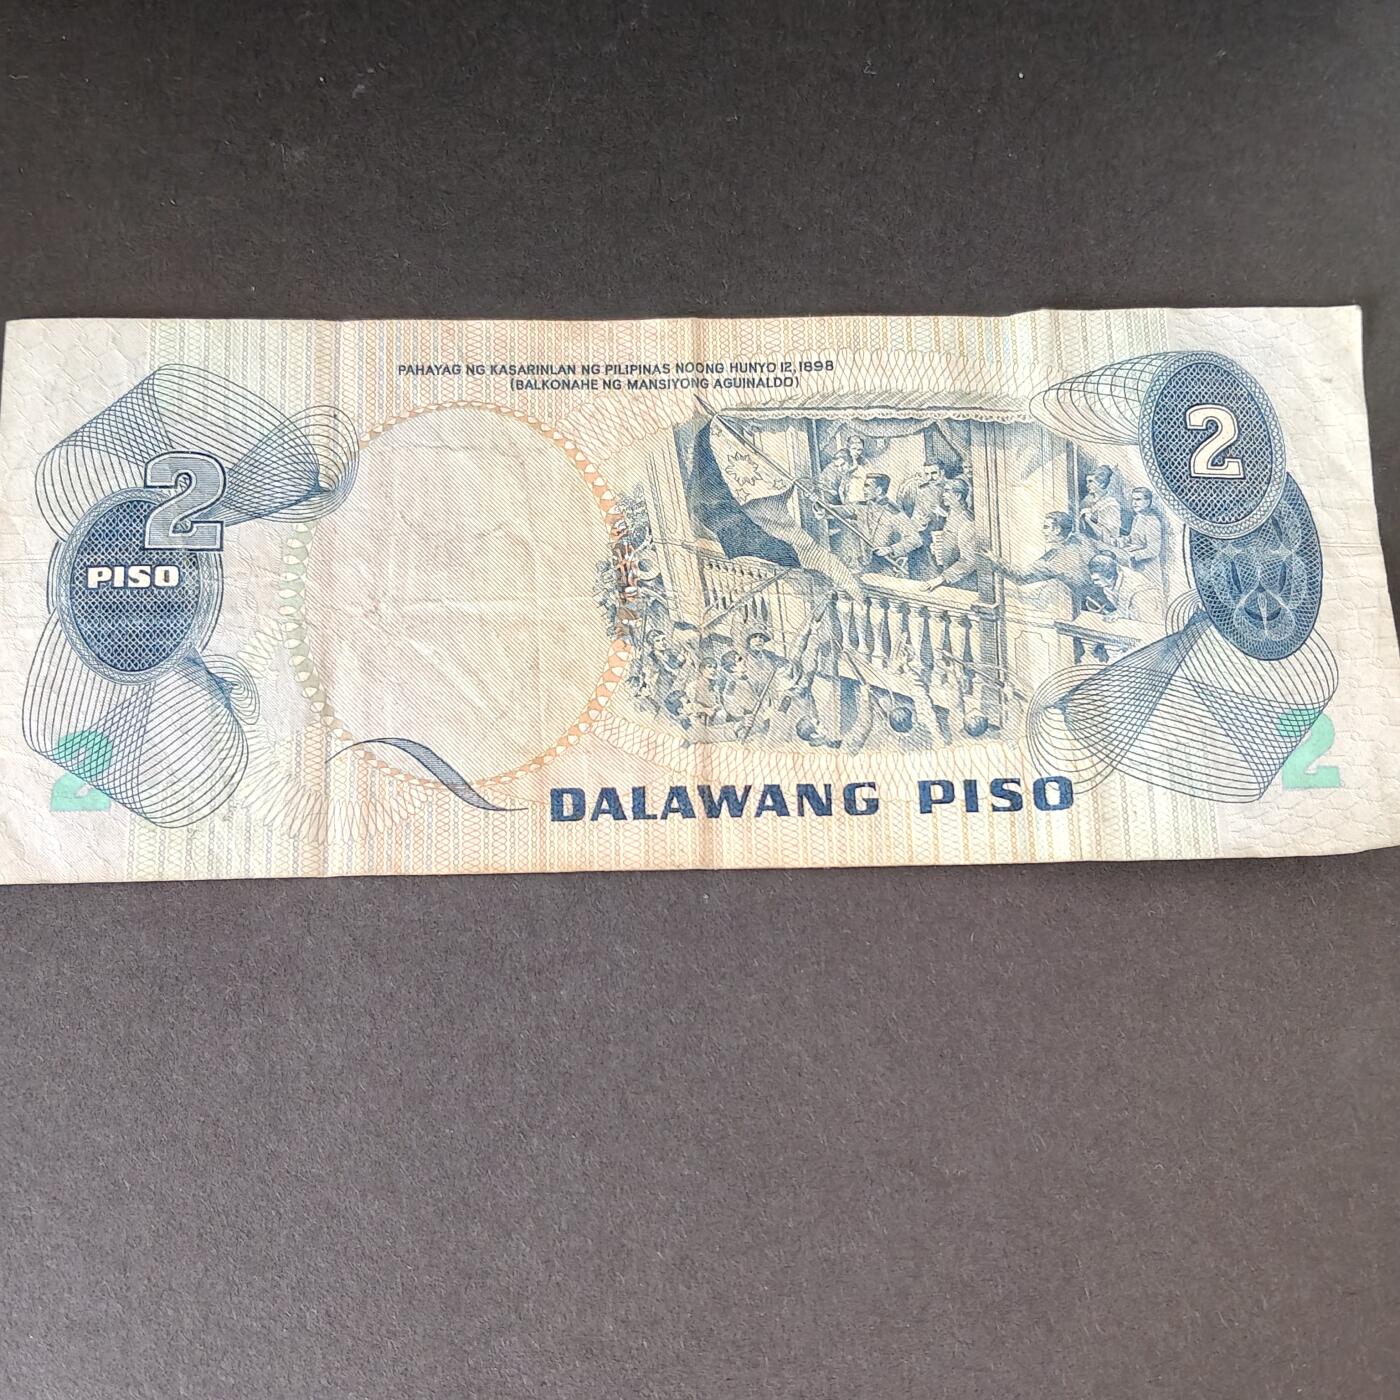 PAHAYAG NG KASARINLAN NG PILIPINAS NOONG HUNYO 12, 1898
(BALKONAHE NG MANSIYONG AGUINALDO)
2
2
PISO
2
2
DALAWANG PISO